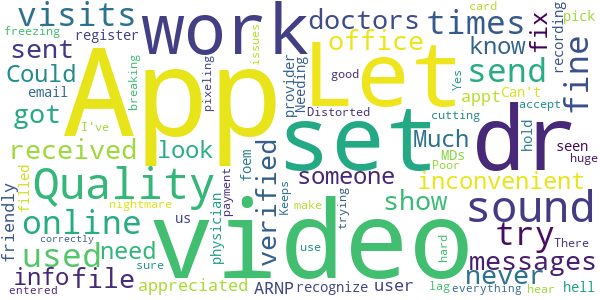 visits
work
Let
doctors
times
card
pick
freezing
register
issues
recording
sent
App
office
know
fix
Could
breaking
pixeling
good
provider
Needing
Yes
send
fine
email
Distorted
appt
Can't
accept
got
I've
set
dr
cutting
hold
received
look
verified
Much
MDs
seen
huge
filled
Quality
foem
someone
Poor
show
inconvenient
friendly
nightmare
payment
us
physician
Keeps
trying
sound
online
video
need
make
user
try
There
used
correctly
sure
use
hard
never
messages
info
file
appreciated
ARNP
recognize
lag
everything
hear
hell
entered